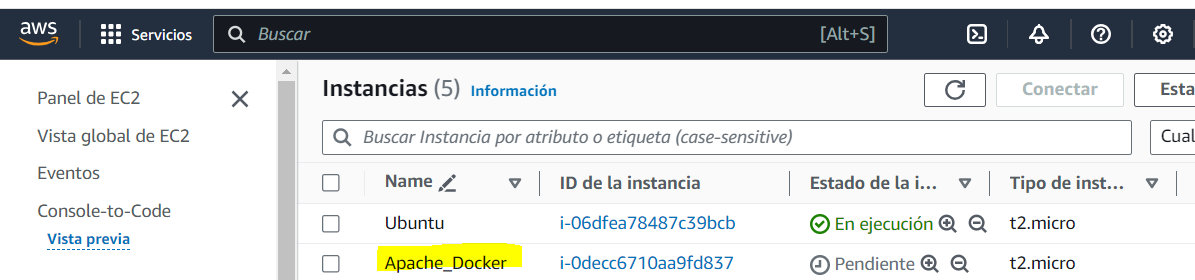 aws
Servicios
Buscar
[Alt+S]
Panel de EC2
Vista global de EC2
Eventos
Console-to-Code
Vista previa
Instancias (5) Información
Conectar
Esta
Buscar Instancia por atributo o etiqueta (case-sensitive)
Cual
Name ID de la instancia Estado de la i... Tipo de inst...
Ubuntu i-06dfea78487c39bcb En ejecución t2.micro
Apache_Docker i-0decc6710aa9fd837 Pendiente t2.micro